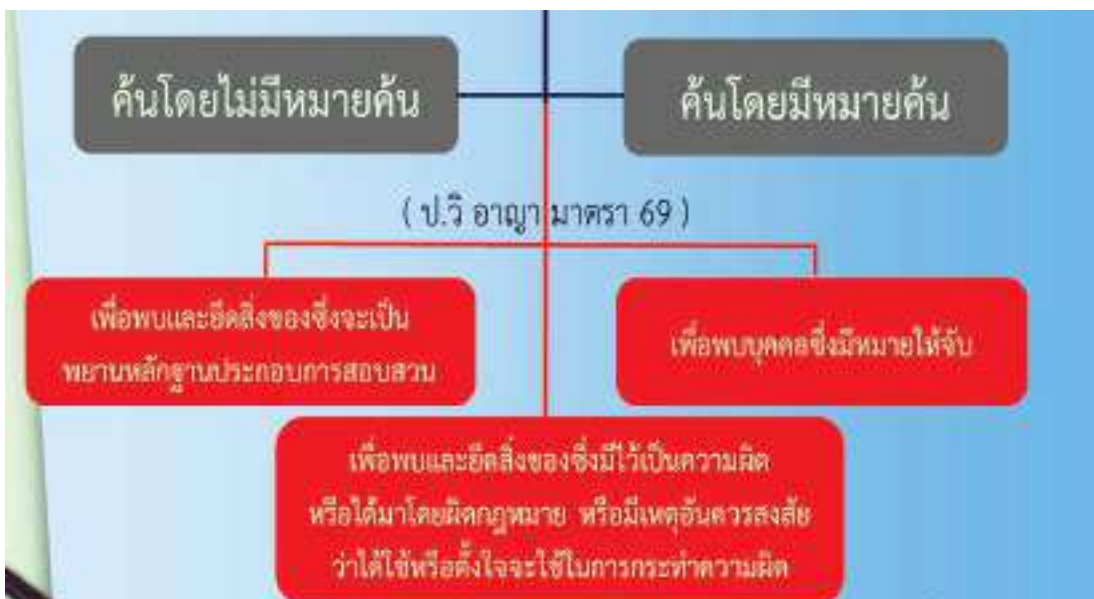 ค้นโดยไม่มีหมายค้น
ค้นโดยมีหมายค้น
( ป.วิ อาญา มาตรา 69 )
เพื่อพบและยึดสิ่งของซึ่งจะเป็น
พยานหลักฐานประกอบการสอบสวน
เพื่อพบบุคคลซึ่งมีหมายให้จับ
เพื่อพบและยึดสิ่งของซึ่งมีไว้เป็นความผิด
หรือได้มาโดยผิดกฎหมาย หรือมีเหตุอันควรสงสัย
ว่าได้ใช้หรือตั้งใจจะใช้ในการกระทำความผิด